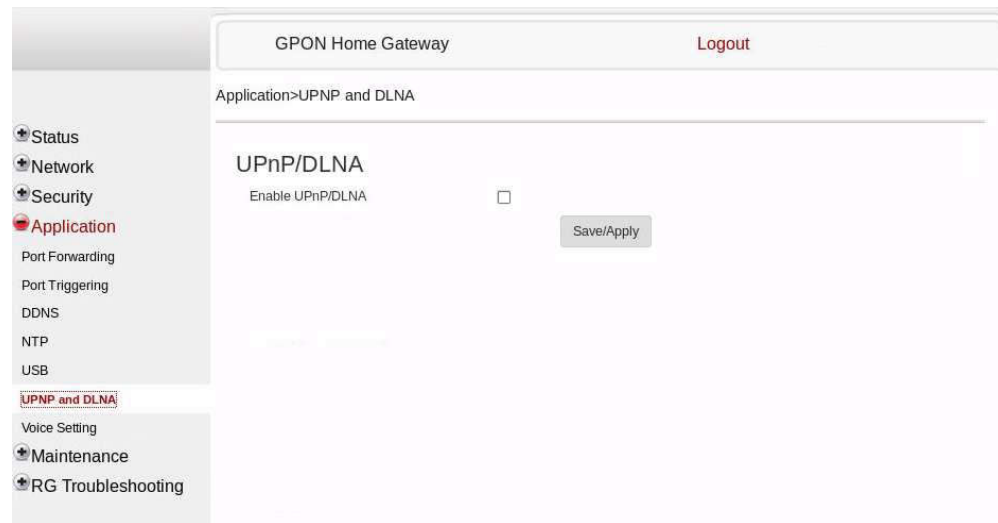 GPON Home Gateway
Logout
Application>UPNP and DLNA
Status
Network
Security
Application
Port Forwarding
Port Triggering
DDNS
NTP
USB
UPNP and DLNA
Voice Setting
Maintenance
RG Troubleshooting
UPnP/DLNA
Enable UPnP/DLNA
Save/Apply